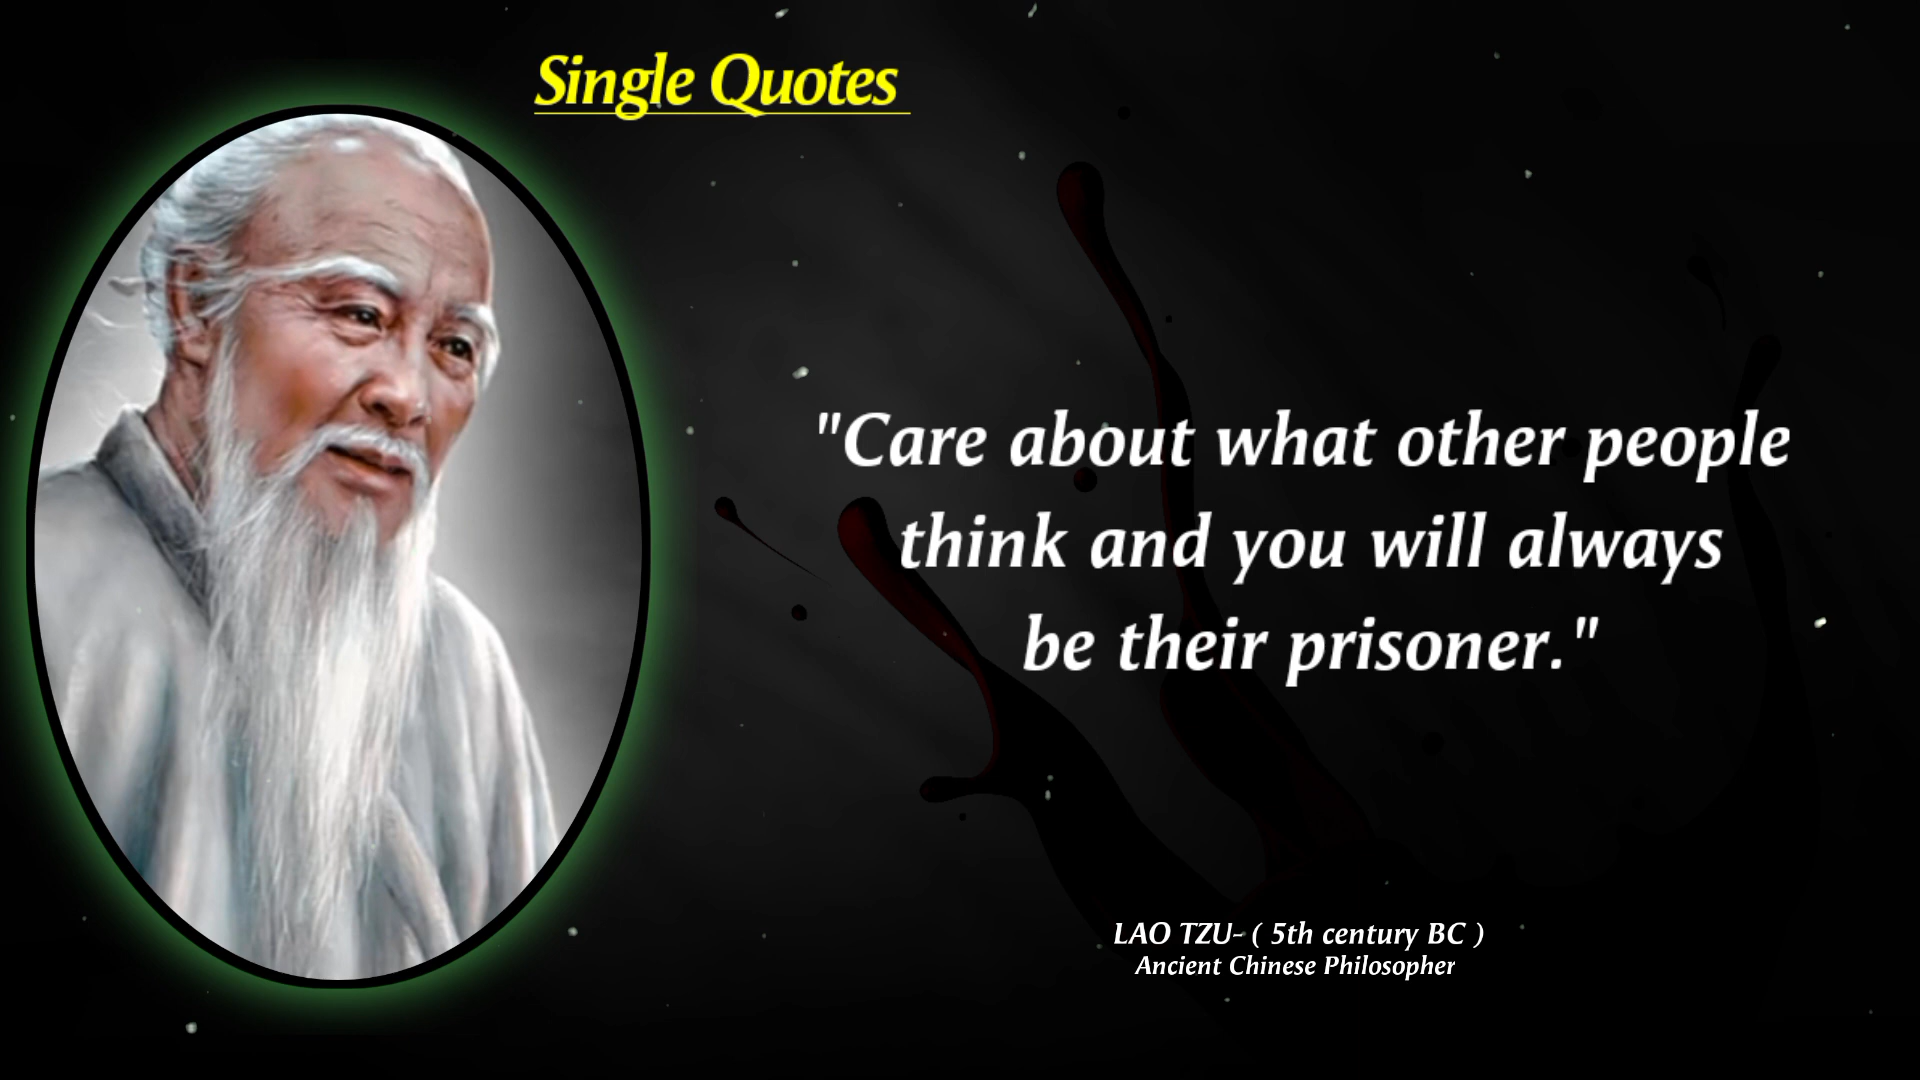 Single Quotes
"Care about what other people
think and you will always
be their prisoner."
LAO TZU- ( 5th century BC )
Ancient Chinese Philosopher